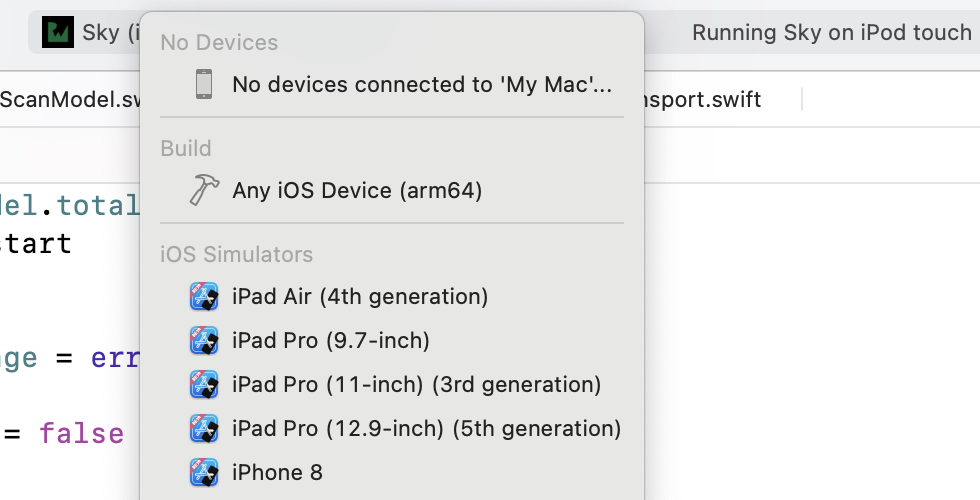 Sky (i
Running Sky on iPod touch
No Devices
No devices connected to 'My Mac'...
ScanModel.sw
nsport.swift
Build
Any iOS Device (arm64)
del.total
start
iOS Simulators
iPad Air (4th generation)
iPad Pro (9.7-inch)
age = err
iPad Pro (11-inch) (3rd generation)
iPad Pro (12.9-inch) (5th generation)
= false
iPhone 8